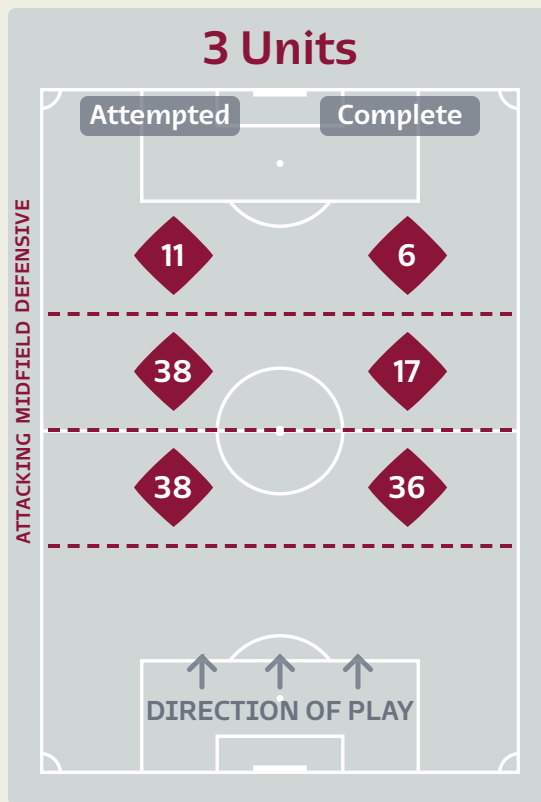 3 Units
Attempted Complete
ATTACKING MIDFIELD DEFENSIVE
11 6
38 17
38 36
DIRECTION OF PLAY